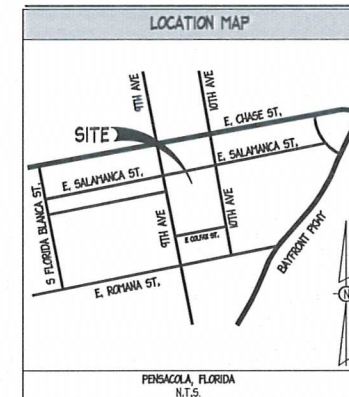 LOCATION MAP
9TH AVE
10TH AVE
E. CHASE ST.
SITE
E. SALAMANCA ST.
E. SALAMANCA ST.
S FLORIDA BLANCA ST.
9TH AVE
10TH AVE
E COLFAX ST.
BAYFRONT PKWY
E. ROMANA ST.
N
PENSACOLA, FLORIDA
N.T.S.